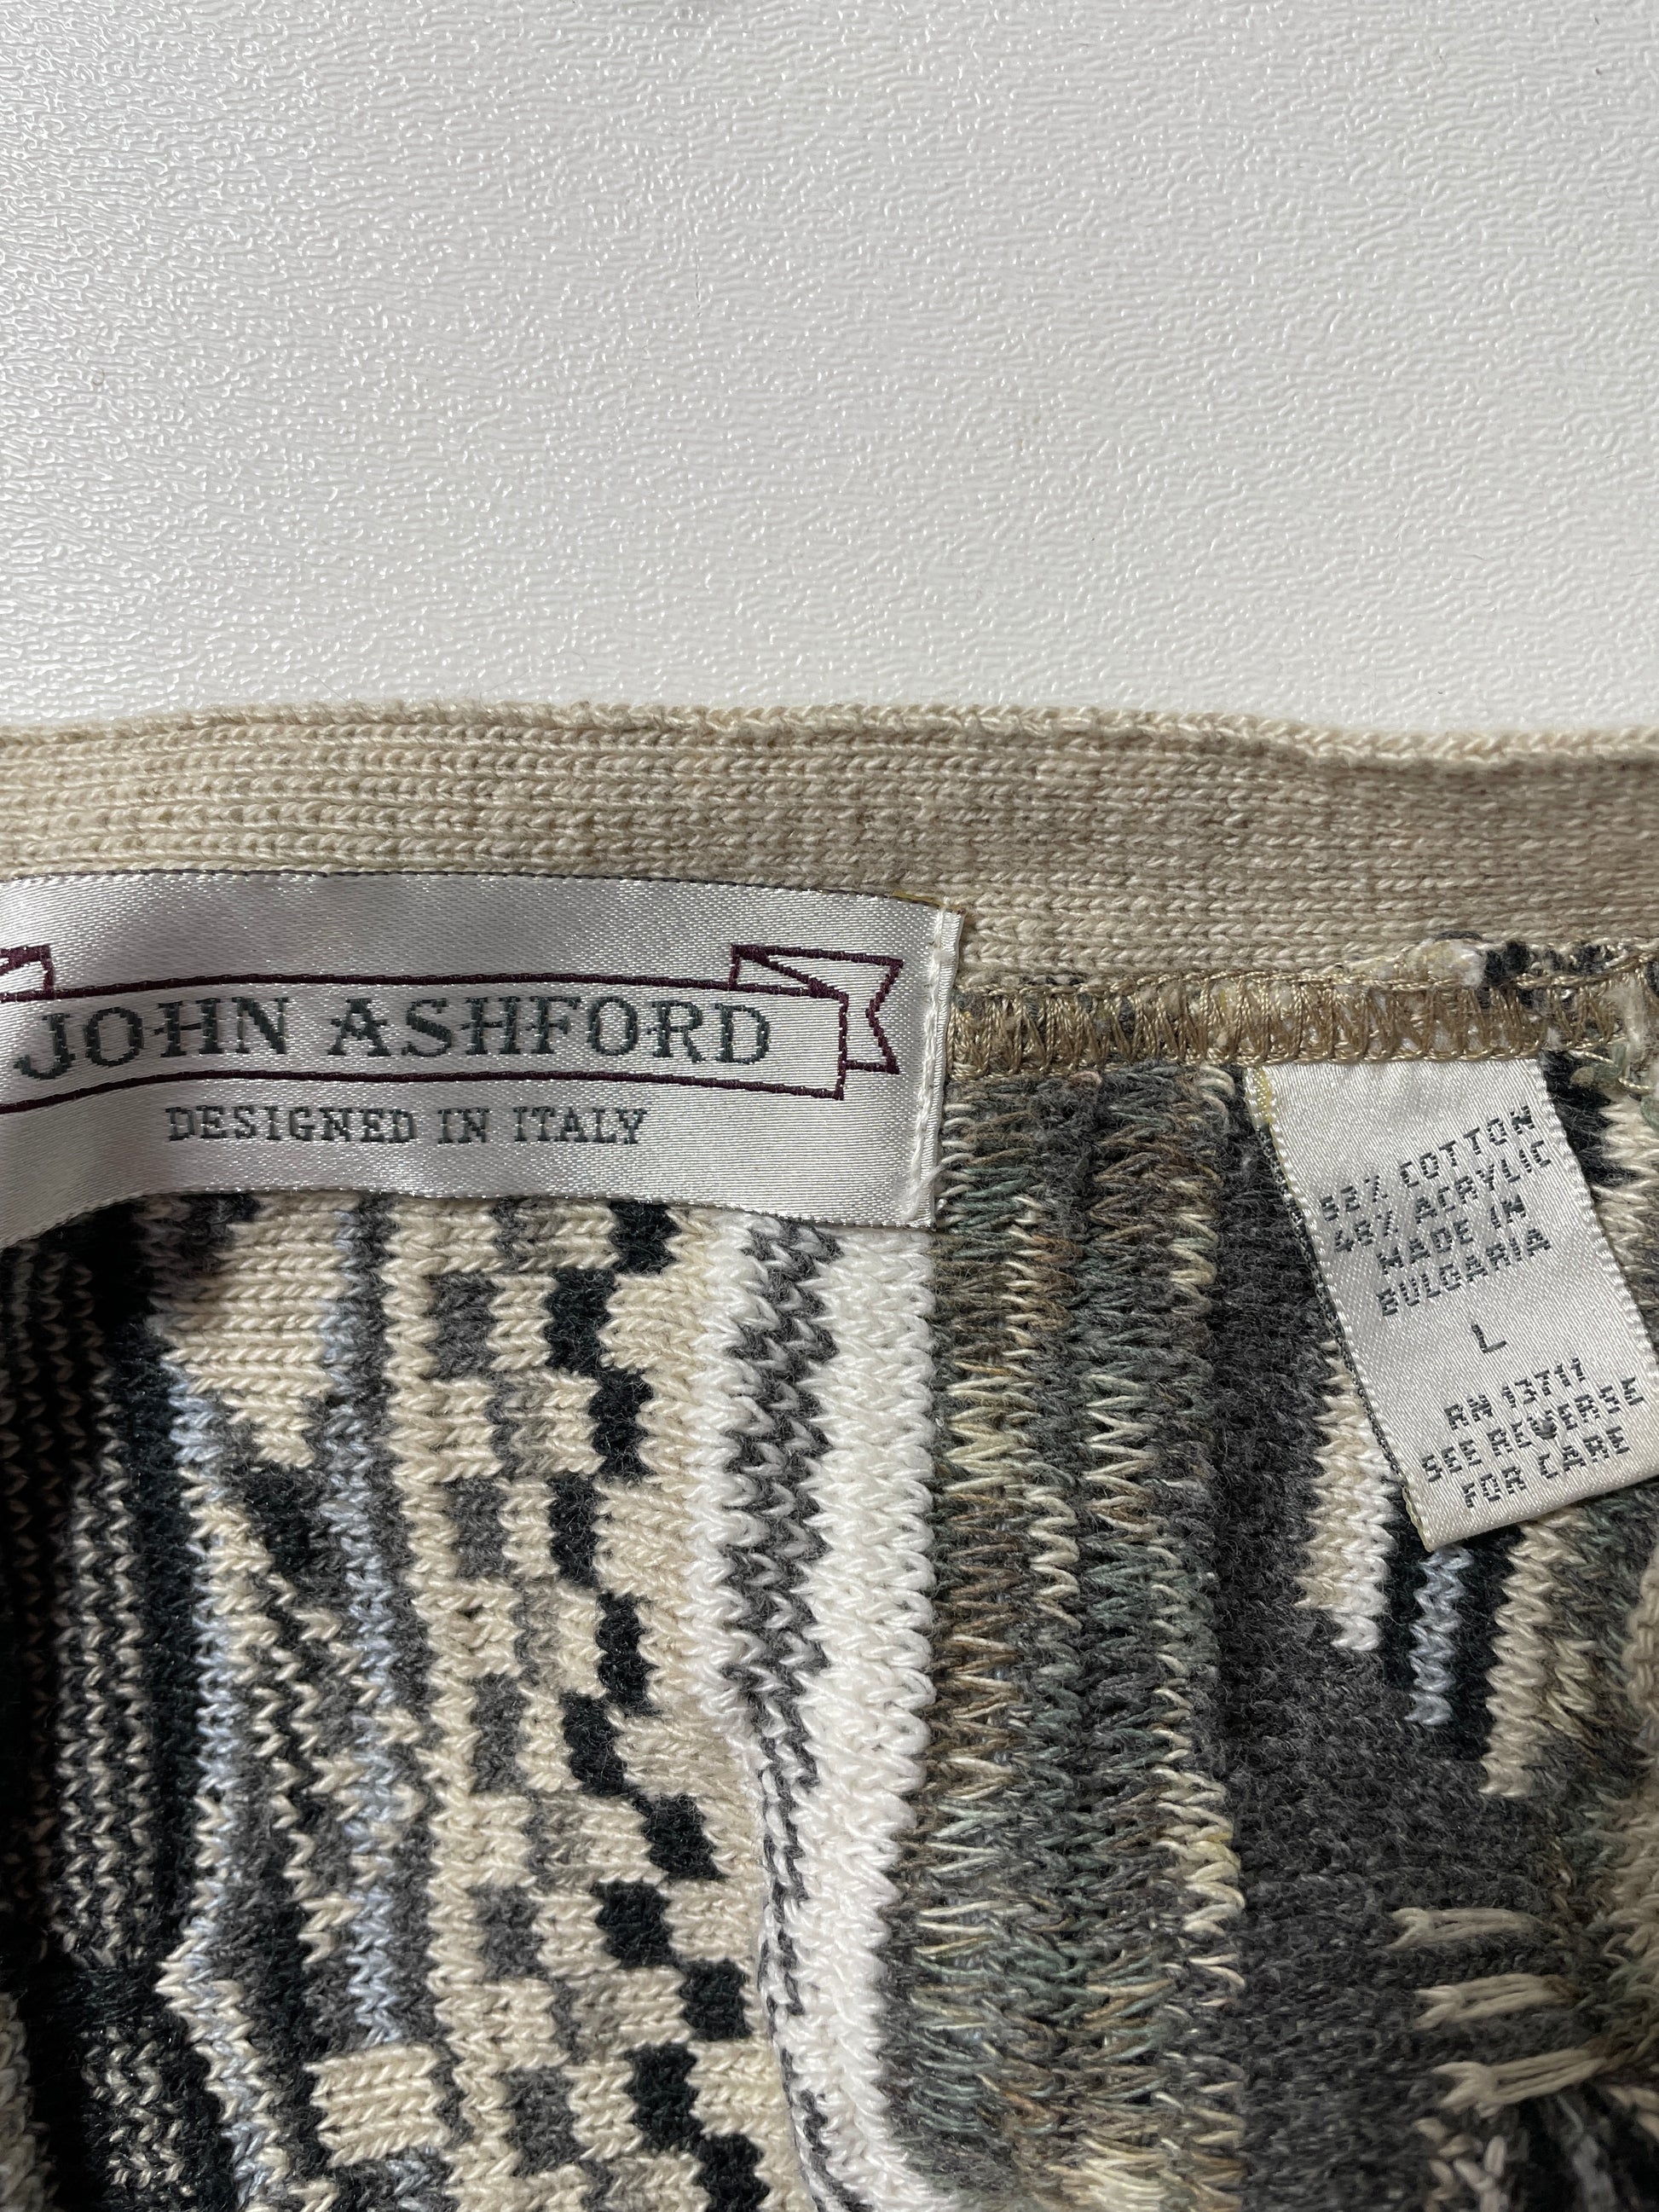 JOHN ASHFORD
DESIGNED IN ITALY
52% COTTON
48% ACRYLIC
MADE IN
BULGARIA
L
RN 13711
SEE REVERSE
FOR CARE